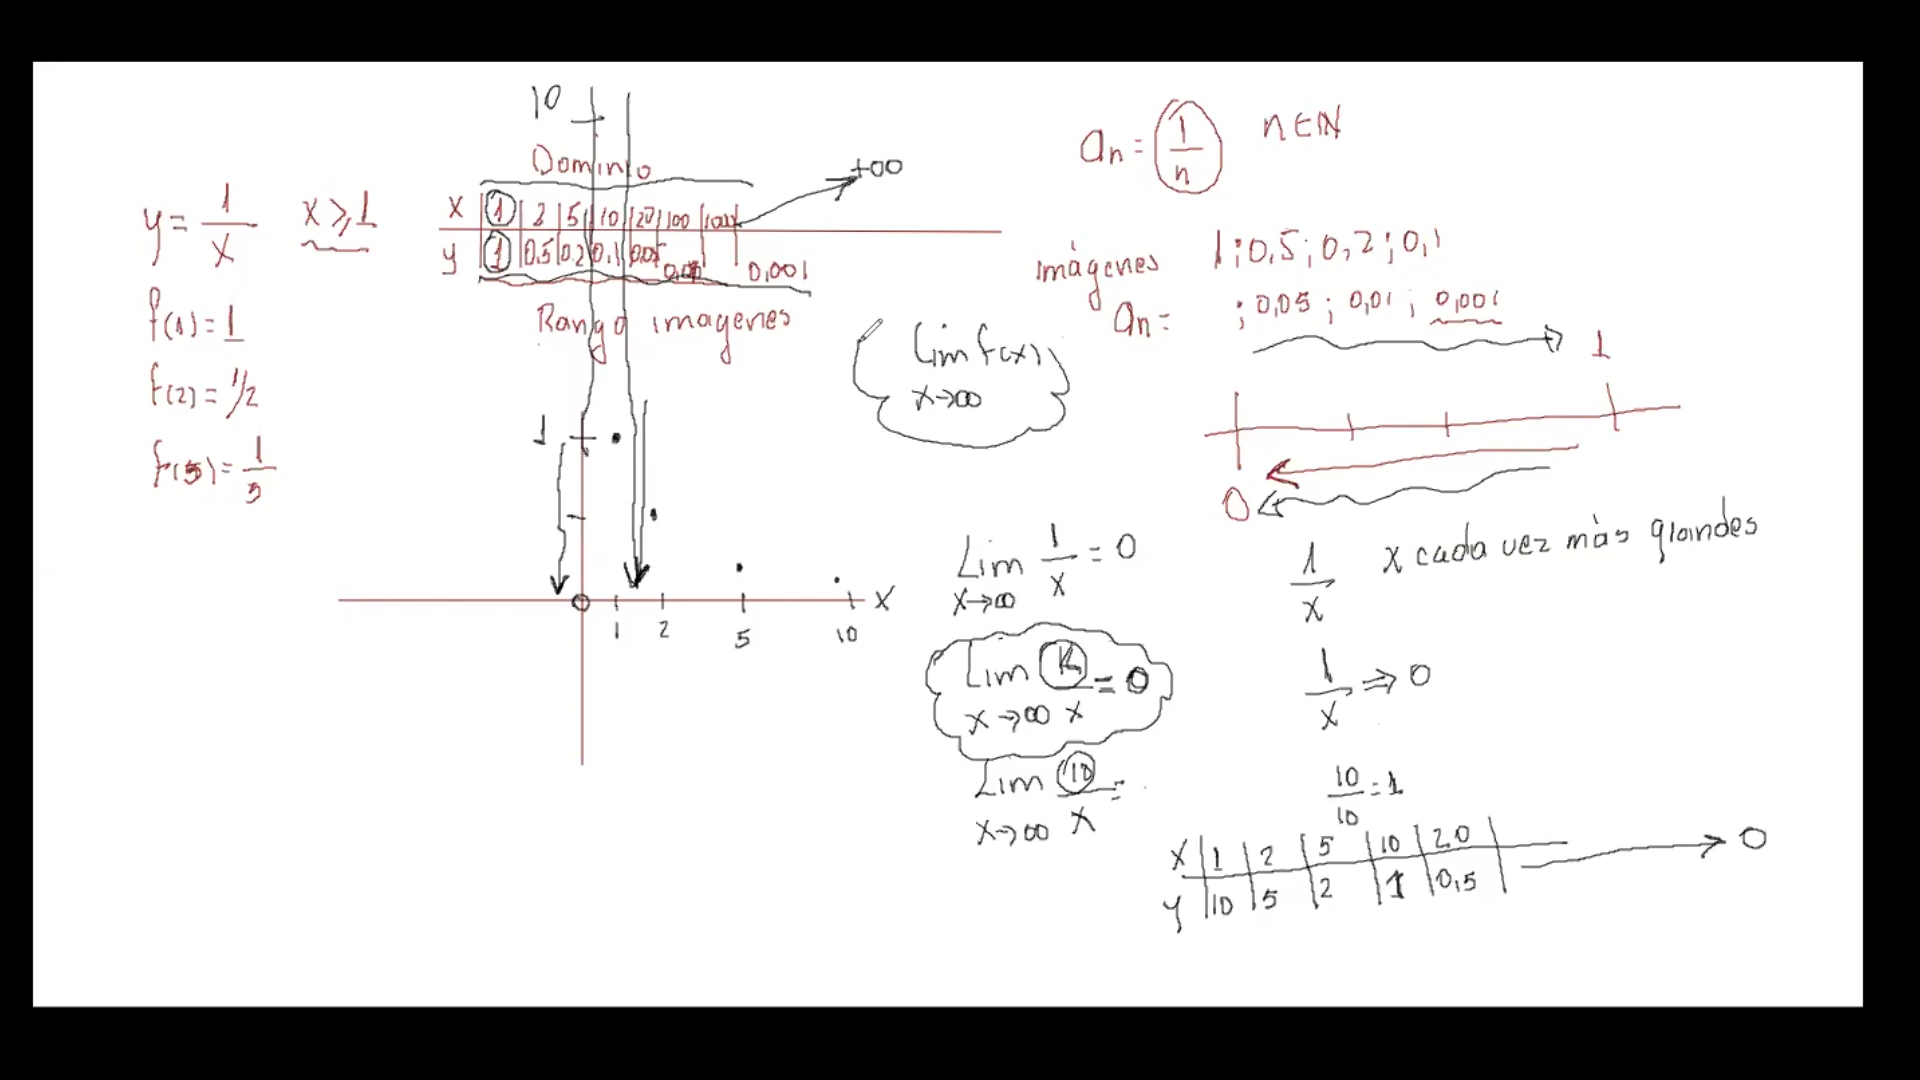 y = 1/x   x ≥ 1
f(1) = 1
f(2) = 1/2
f(5) = 1/5
10
Dominio
+∞
x | 1 | 2 | 5 | 10 | 20 | 100 |
y | 1 | 0.5 | 0.2 | 0.1 | 0.05 | 0,001
Rango imagenes
1
x
1 2 5 10
Lim f(x)
x→∞
an = 1/n   n ∈ ℕ
imágenes 1 ; 0,5 ; 0,2 ; 0,1
an = ; 0,05 ; 0,01 ; 0,001
1
0
Lim 1/x = 0
x→∞
Lim K/x = 0
x→∞
Lim 10/x =
x→∞
1/x   x cada vez más grandes
1/x ⇒ 0
10/10 = 1
x | 1 | 2 | 5 | 10 | 20 | → 0
y | 10 | 5 | 2 | 1 | 0,5 |